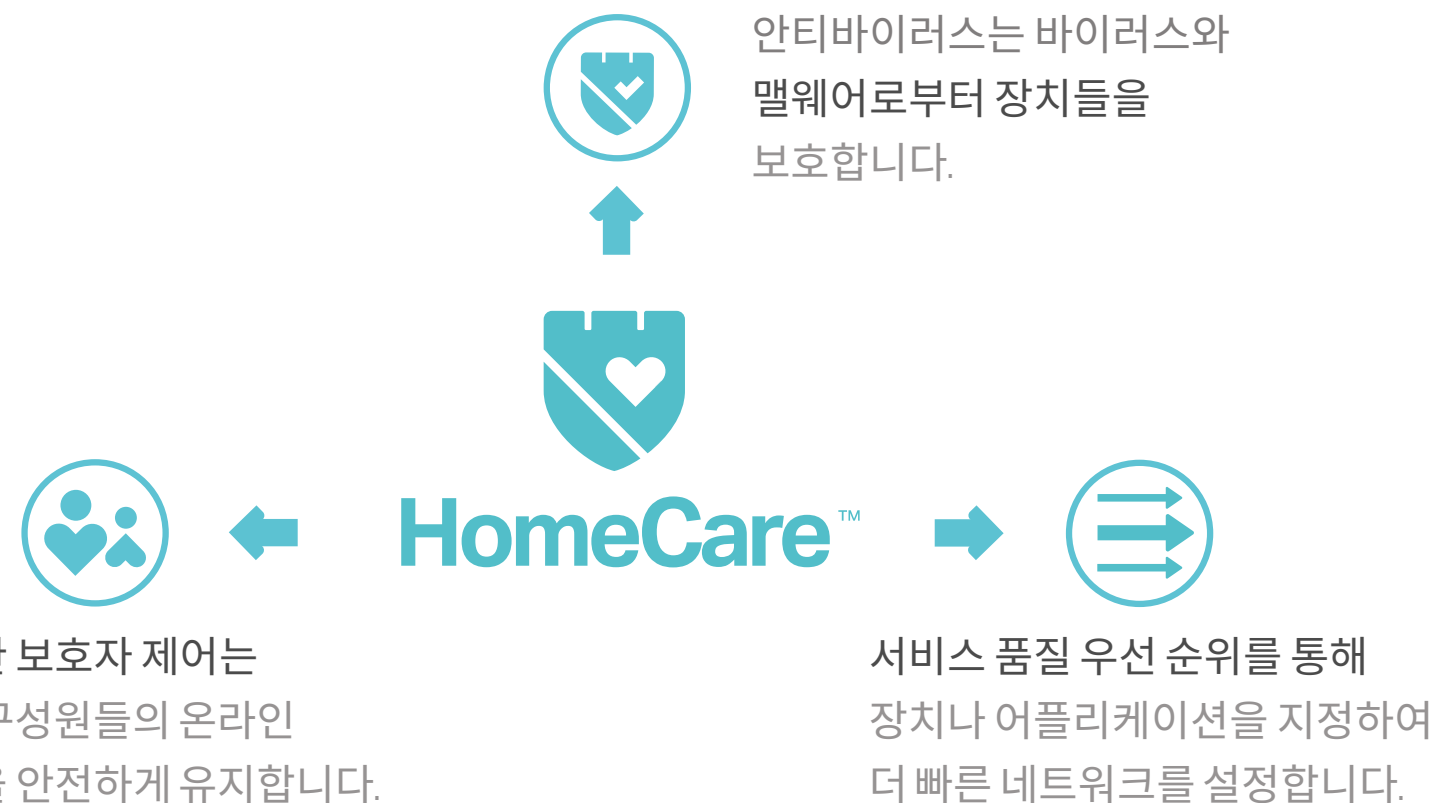 안티바이러스는 바이러스와
맬웨어로부터 장치들을
보호합니다.
HomeCare™
보호자 제어는
구성원들의 온라인
안전하게 유지합니다.
서비스 품질 우선 순위를 통해
장치나 어플리케이션을 지정하여
더 빠른 네트워크를 설정합니다.